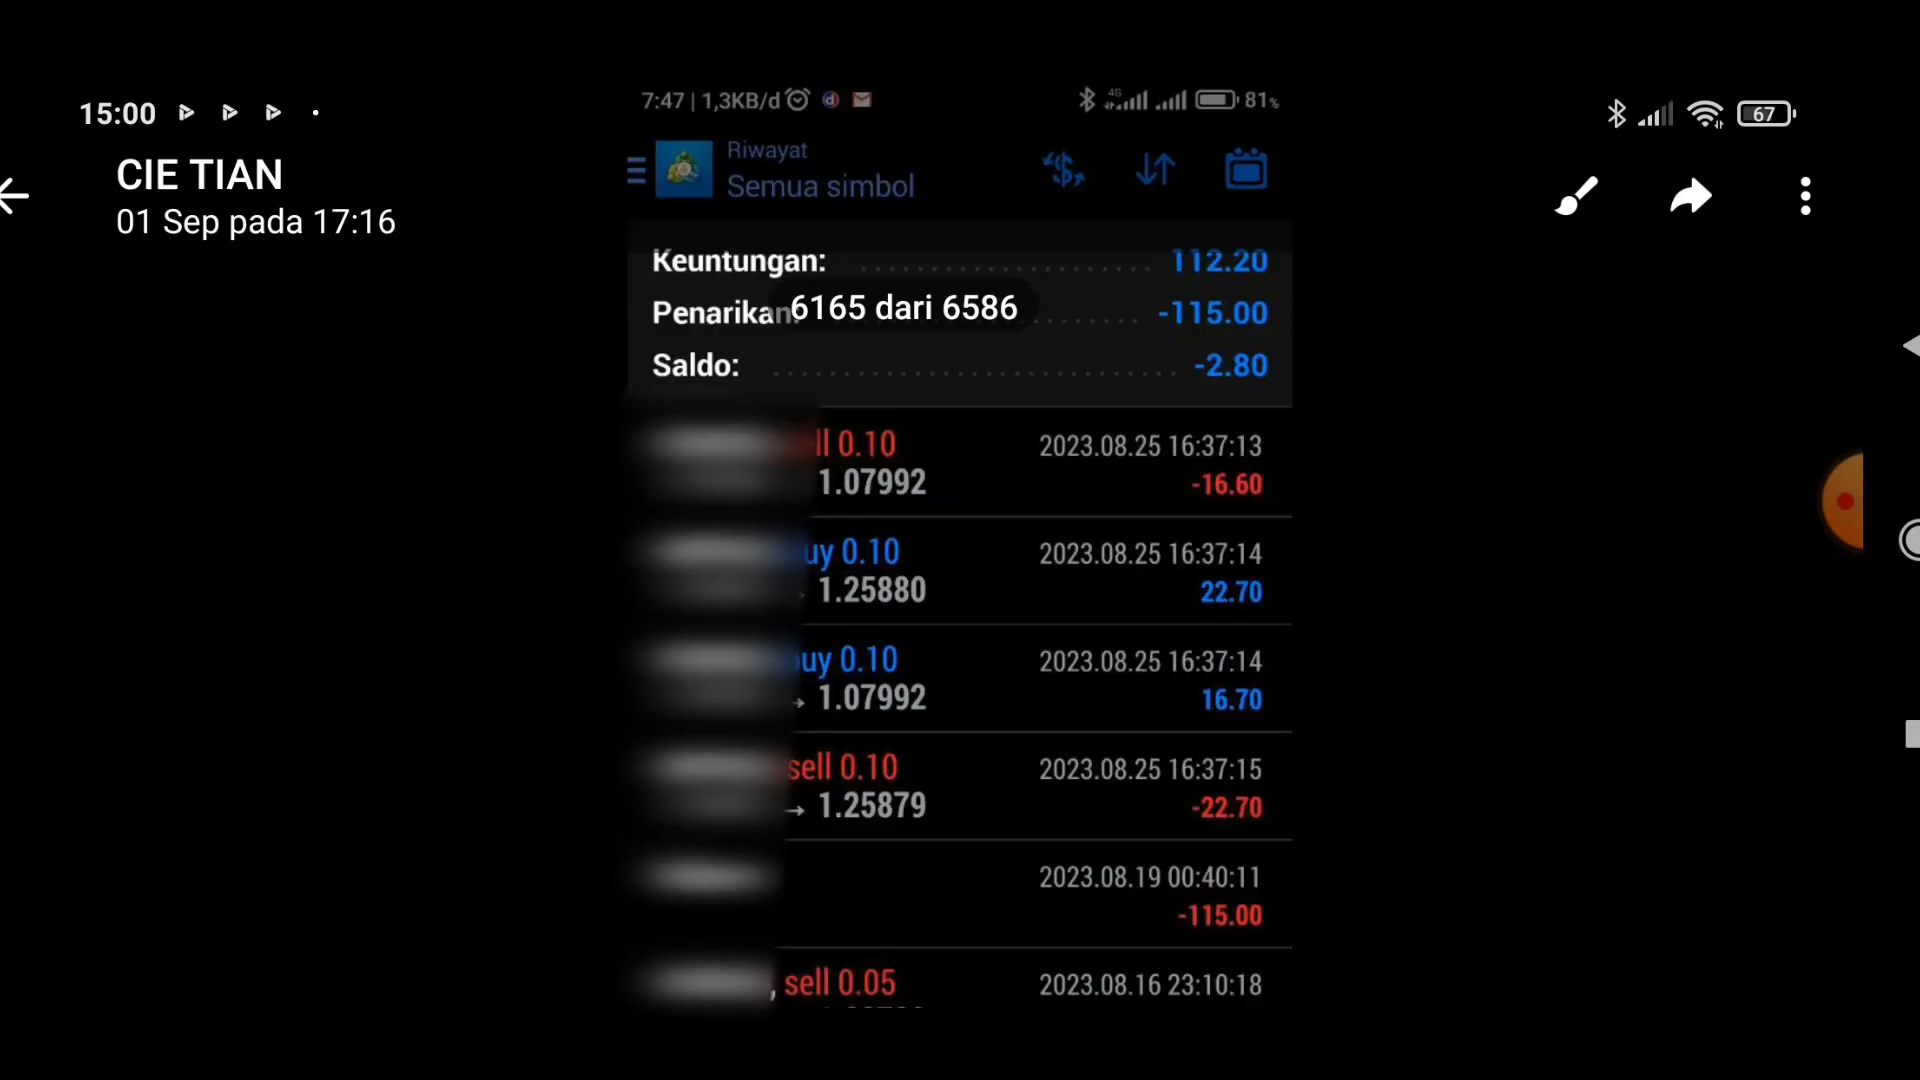 15:00
CIE TIAN
01 Sep pada 17:16
67
7:47 | 1,3KB/d
4G
81%
Riwayat
Semua simbol
Keuntungan: 112.20
Penarikan: -115.00
6165 dari 6586
Saldo: -2.80
0.10 2023.08.25 16:37:13
1.07992 -16.60
0.10 2023.08.25 16:37:14
1.25880 22.70
buy 0.10 2023.08.25 16:37:14
→ 1.07992 16.70
sell 0.10 2023.08.25 16:37:15
→ 1.25879 -22.70
2023.08.19 00:40:11
-115.00
, sell 0.05 2023.08.16 23:10:18